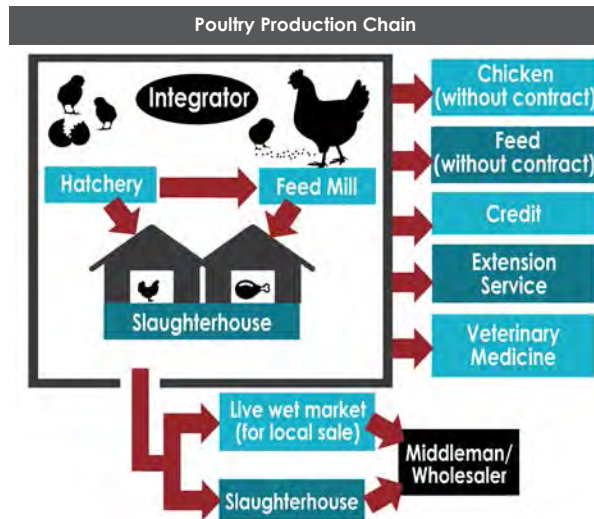 Poultry Production Chain
Integrator
Hatchery
Feed Mill
Slaughterhouse
Chicken
(without contract)
Feed
(without contract)
Credit
Extension
Service
Veterinary
Medicine
Live wet market
(for local sale)
Slaughterhouse
Middleman/
Wholesaler